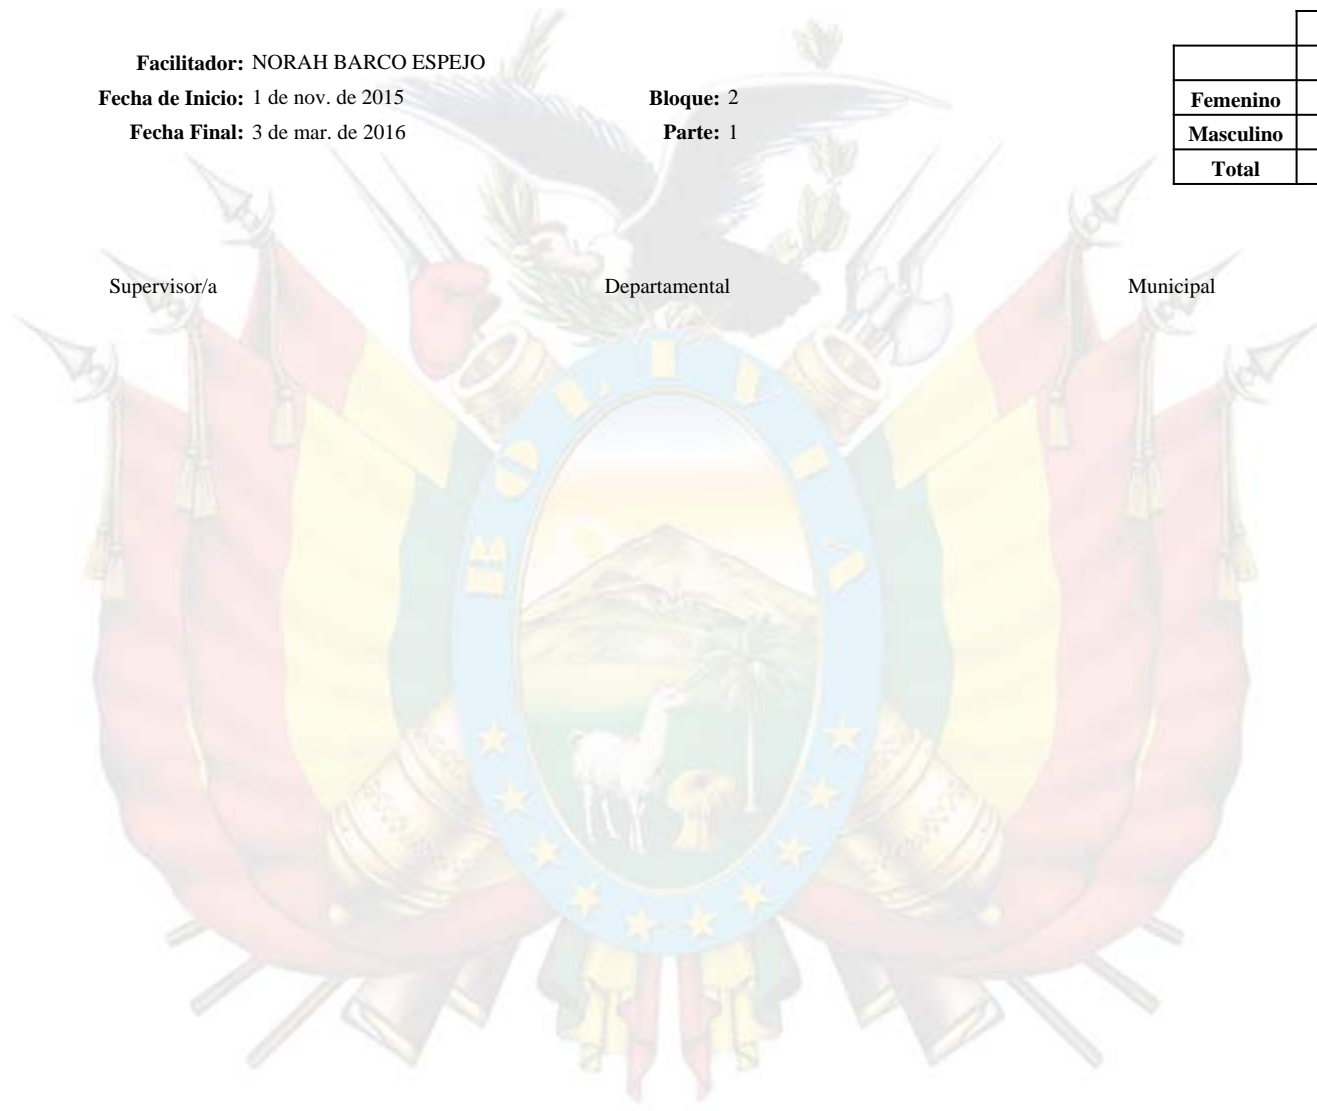 Facilitador: NORAH BARCO ESPEJO
Fecha de Inicio: 1 de nov. de 2015 Bloque: 2
Fecha Final: 3 de mar. de 2016 Parte: 1
Femenino
Masculino
Total
Supervisor/a Departamental Municipal
BOLIVIA